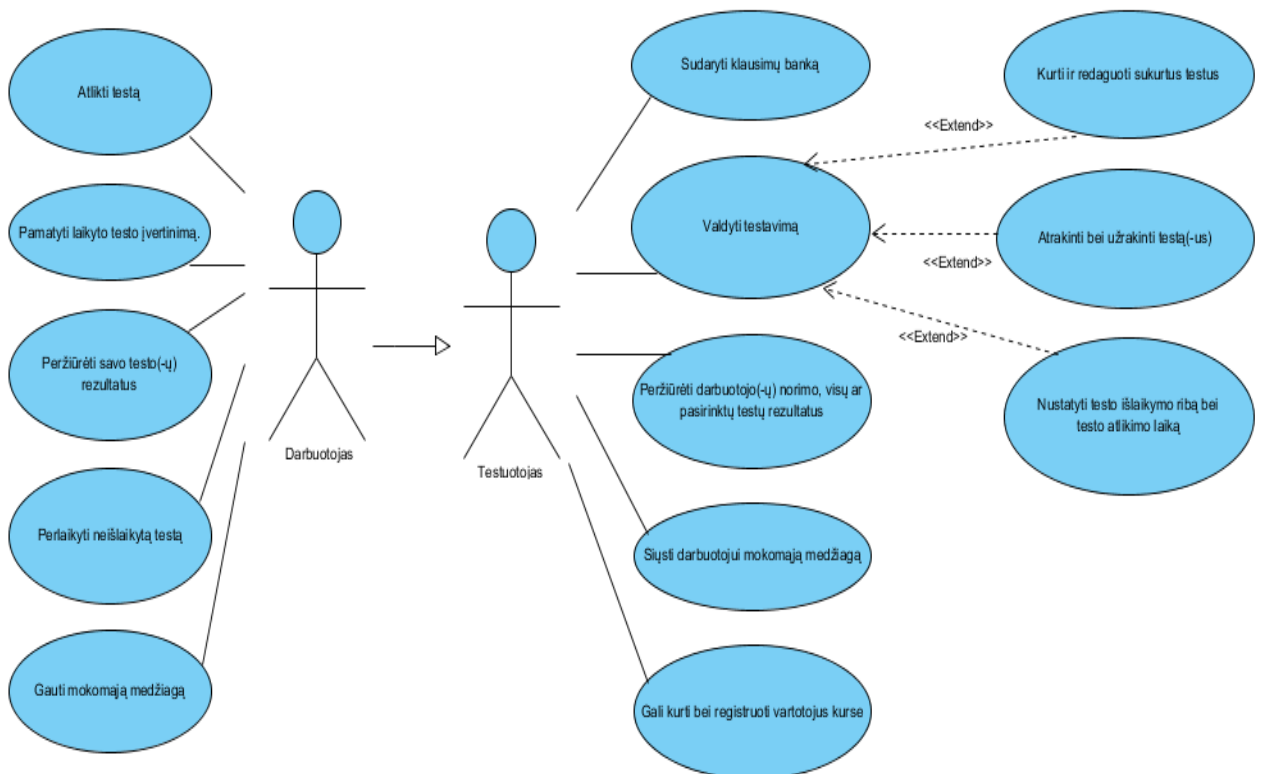 Atlikti testą
Pamatyti laikyto testo įvertinimą.
Peržiūrėti savo testo(-ų)
rezultatus
Perlaikyti neišlaikytą testą
Gauti mokomąją medžiagą
Darbuotojas
Testuotojas
Sudaryti klausimų banką
Valdyti testavimą
Peržiūrėti darbuotojo(-ų) norimo, visų ar
pasirinktų testų rezultatus
Siųsti darbuotojui mokomąją medžiagą
Gali kurti bei registruoti vartotojus kurse
<<Extend>>
<<Extend>>
<<Extend>>
Kurti ir redaguoti sukurtus testus
Atrakinti bei užrakinti testą(-us)
Nustatyti testo išlaikymo ribą bei
testo atlikimo laiką